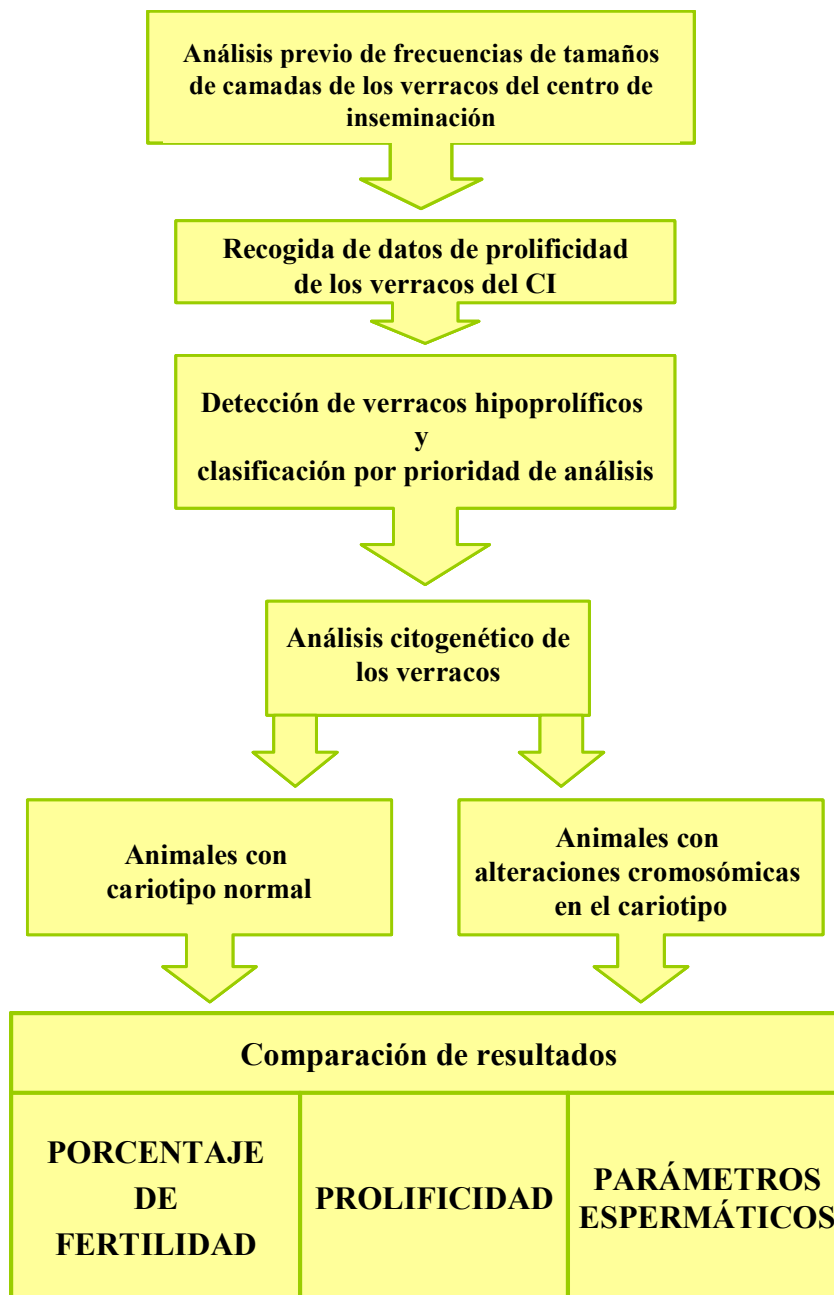 Análisis previo de frecuencias de tamaños
de camadas de los verracos del centro de
inseminación
Recogida de datos de prolificidad
de los verracos del CI
Detección de verracos hipoprolíficos
y
clasificación por prioridad de análisis
Análisis citogenético de
los verracos
Animales con
cariotipo normal
Animales con
alteraciones cromosómicas
en el cariotipo
Comparación de resultados
PORCENTAJE
DE
FERTILIDAD
PROLIFICIDAD
PARÁMETROS
ESPERMÁTICOS